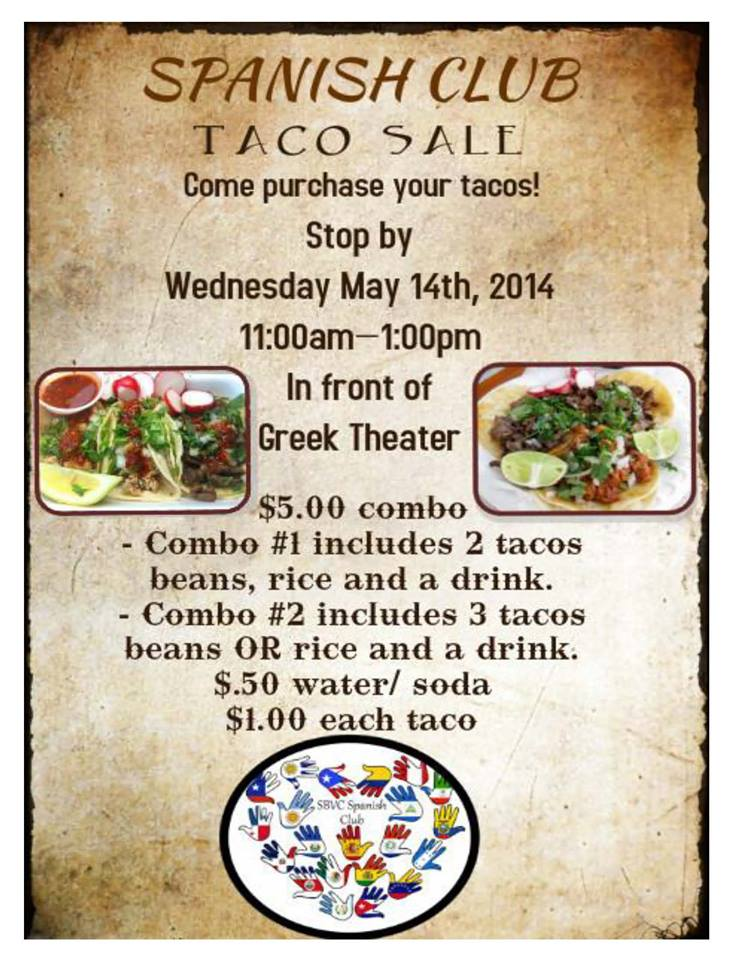 SPANISH CLUB
TACO SALE
Come purchase your tacos!
Stop by
Wednesday May 14th, 2014
11:00am—1:00pm
In front of
Greek Theater
$5.00 combo
- Combo #1 includes 2 tacos
beans, rice and a drink.
- Combo #2 includes 3 tacos
beans OR rice and a drink.
$.50 water/ soda
$1.00 each taco
SBVC Spanish
Club